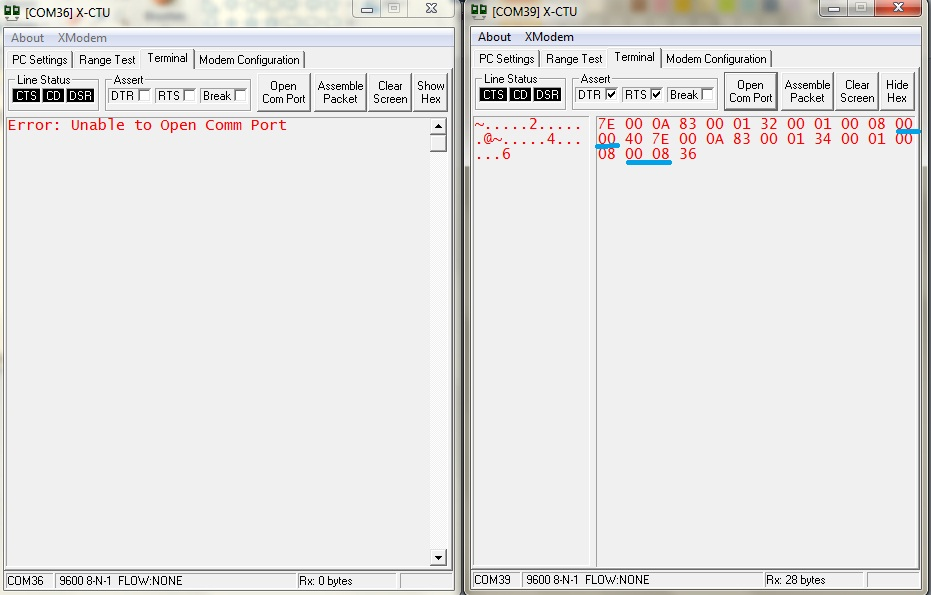 [COM36] X-CTU
About XModem
PC Settings Range Test Terminal Modem Configuration
Line Status Assert
CTS CD DSR DTR RTS Break Open Com Port Assemble Packet Clear Screen Show Hex
Error: Unable to Open Comm Port
COM36 9600 8-N-1 FLOW:NONE Rx: 0 bytes
[COM39] X-CTU
About XModem
PC Settings Range Test Terminal Modem Configuration
Line Status Assert
CTS CD DSR DTR RTS Break Open Com Port Assemble Packet Clear Screen Hide Hex
~.....2..... 7E 00 0A 83 00 01 32 00 01 00 08 00
.@~.....4... 00 40 7E 00 0A 83 00 01 34 00 01 00
...6 08 00 08 36
COM39 9600 8-N-1 FLOW:NONE Rx: 28 bytes